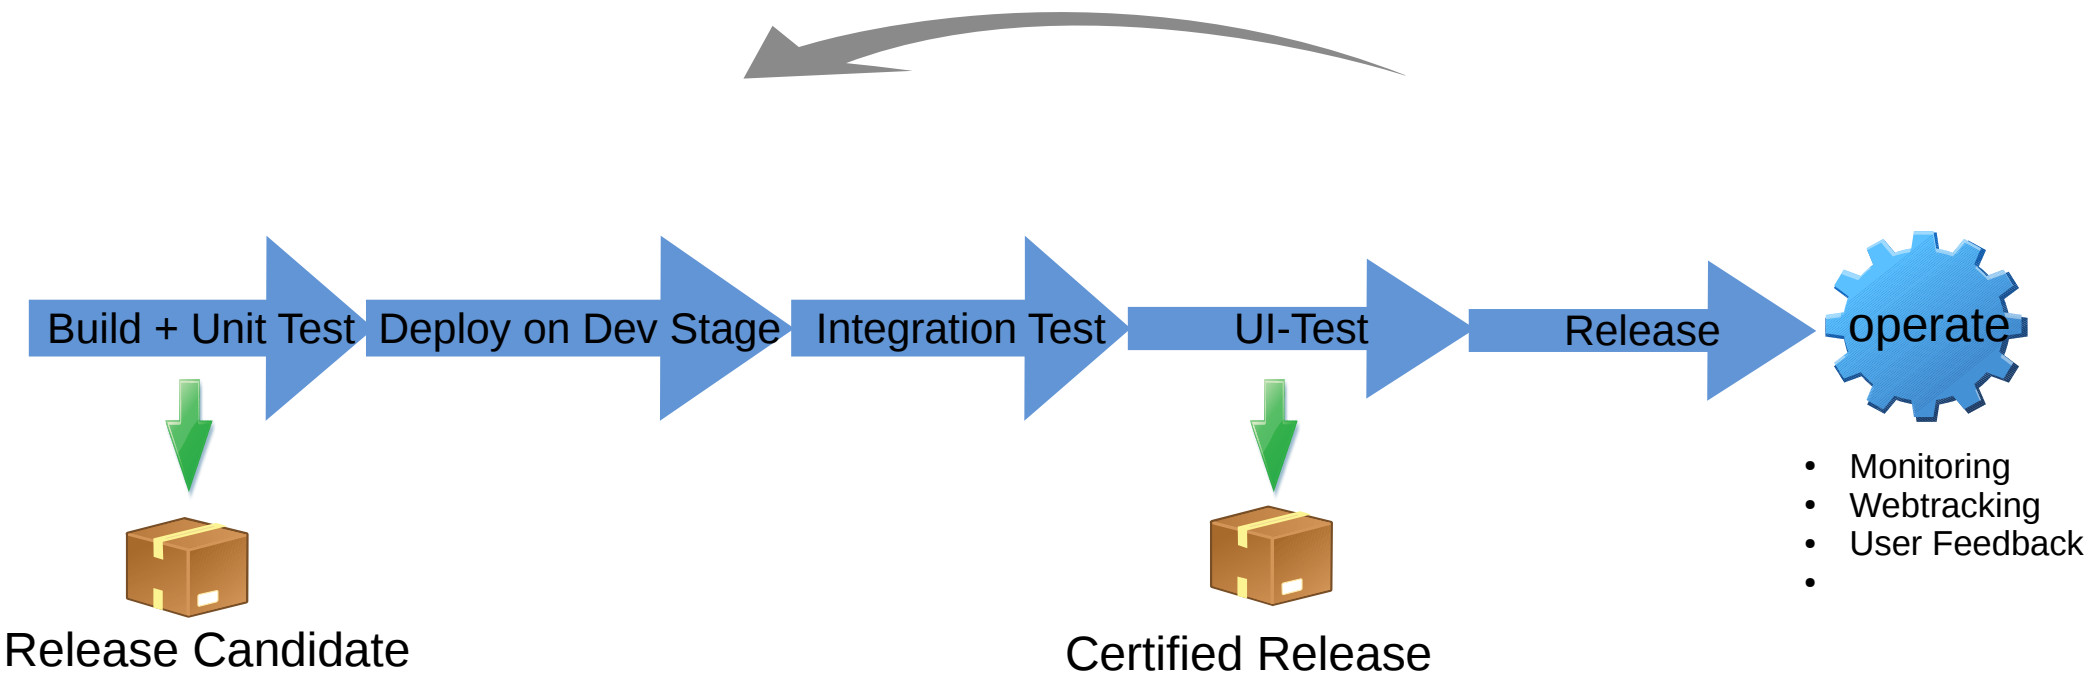 Build + Unit Test
Deploy on Dev Stage
Integration Test
UI-Test
Release
operate
• Monitoring
• Webtracking
• User Feedback
•
Release Candidate
Certified Release